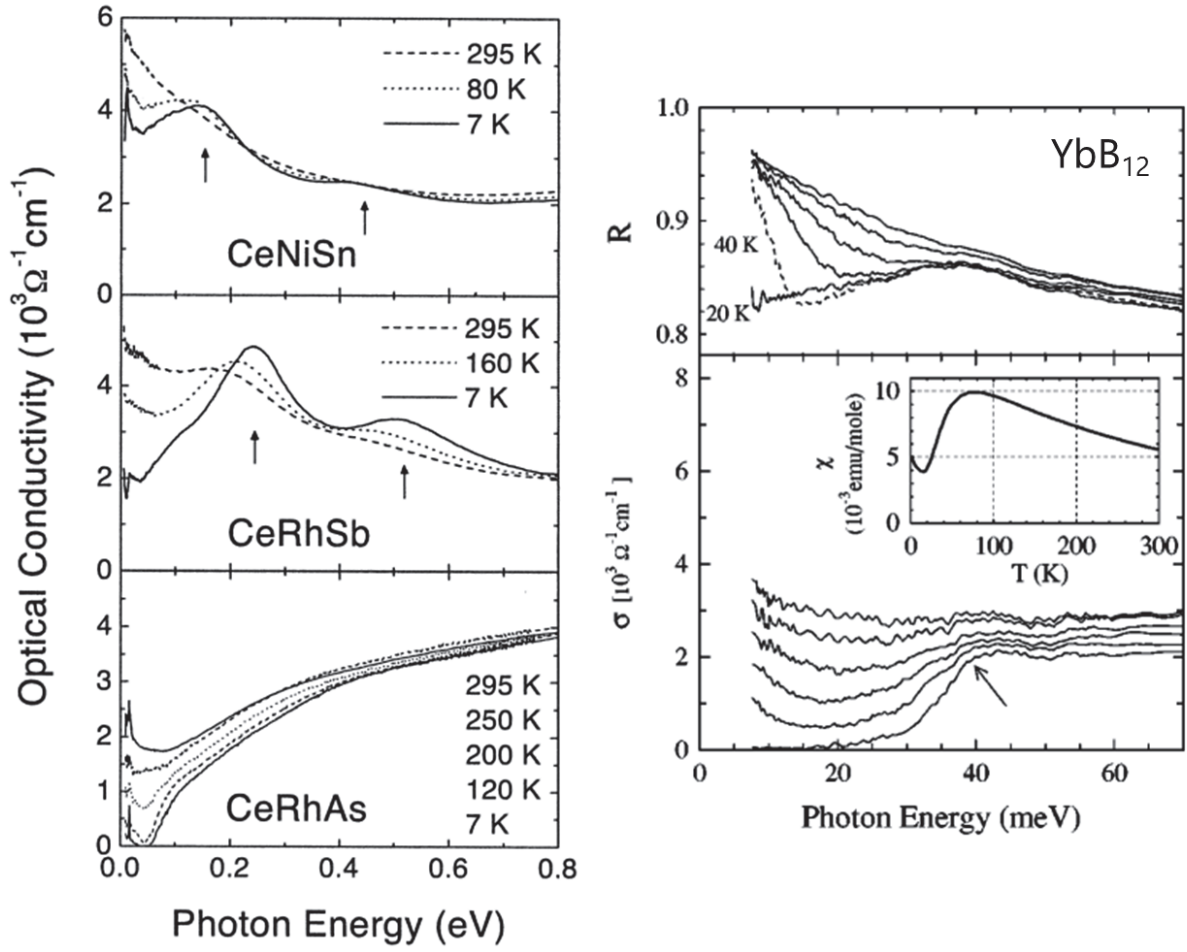 Optical Conductivity (10³Ω⁻¹cm⁻¹)
6
4
2
0
295 K
80 K
7 K
CeNiSn
4
2
0
295 K
160 K
7 K
CeRhSb
4
3
2
1
0
295 K
250 K
200 K
120 K
7 K
CeRhAs
0.0 0.2 0.4 0.6 0.8
Photon Energy (eV)
R
1.0
0.9
0.8
YbB₁₂
40 K
20 K
σ [10³ Ω⁻¹cm⁻¹]
8
6
4
2
0
χ
(10⁻³emu/mole)
10
5
0
0 100 200 300
T (K)
0 20 40 60
Photon Energy (meV)